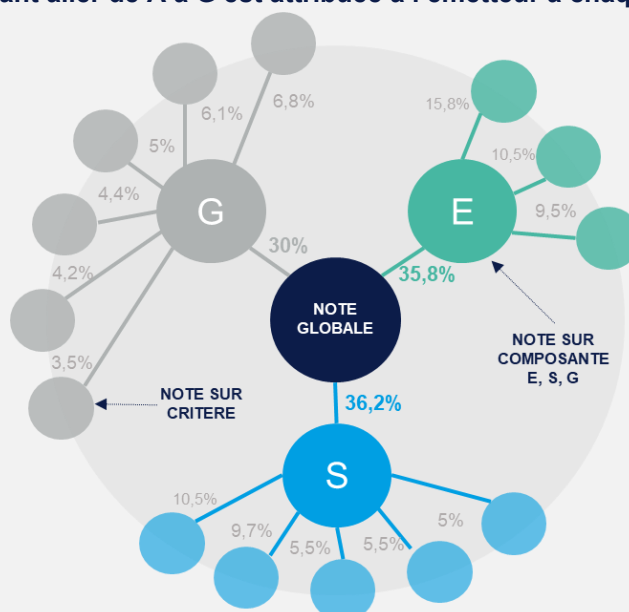 ant aller de A à G est attribuée à l'émetteur à chaq
6,8%
6,1%
5%
4,4%
4,2%
3,5%
G
30%
15,8%
10,5%
9,5%
E
35,8%
NOTE
GLOBALE
NOTE SUR
COMPOSANTE
E, S, G
NOTE SUR
CRITERE
36,2%
S
10,5%
9,7%
5,5%
5,5%
5%